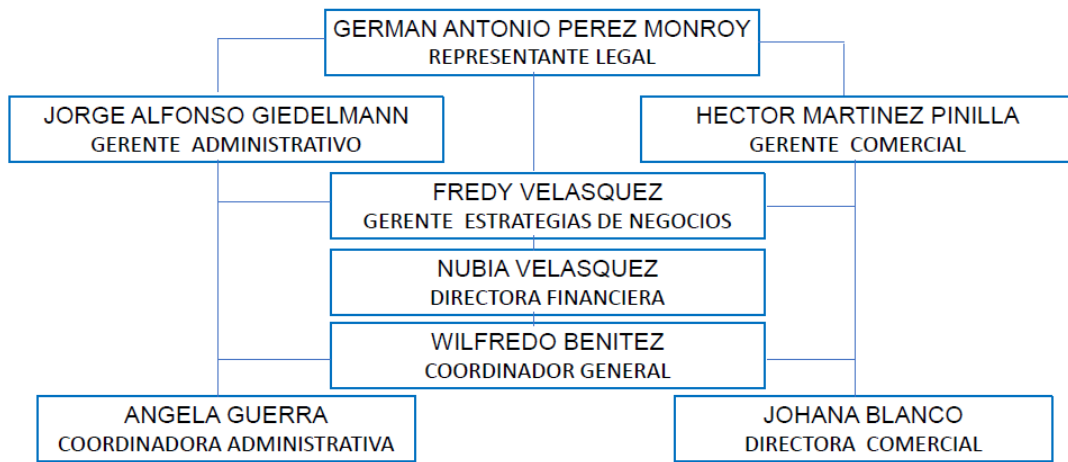 GERMAN ANTONIO PEREZ MONROY
REPRESENTANTE LEGAL
JORGE ALFONSO GIEDELMANN
GERENTE ADMINISTRATIVO
HECTOR MARTINEZ PINILLA
GERENTE COMERCIAL
FREDY VELASQUEZ
GERENTE ESTRATEGIAS DE NEGOCIOS
NUBIA VELASQUEZ
DIRECTORA FINANCIERA
WILFREDO BENITEZ
COORDINADOR GENERAL
ANGELA GUERRA
COORDINADORA ADMINISTRATIVA
JOHANA BLANCO
DIRECTORA COMERCIAL